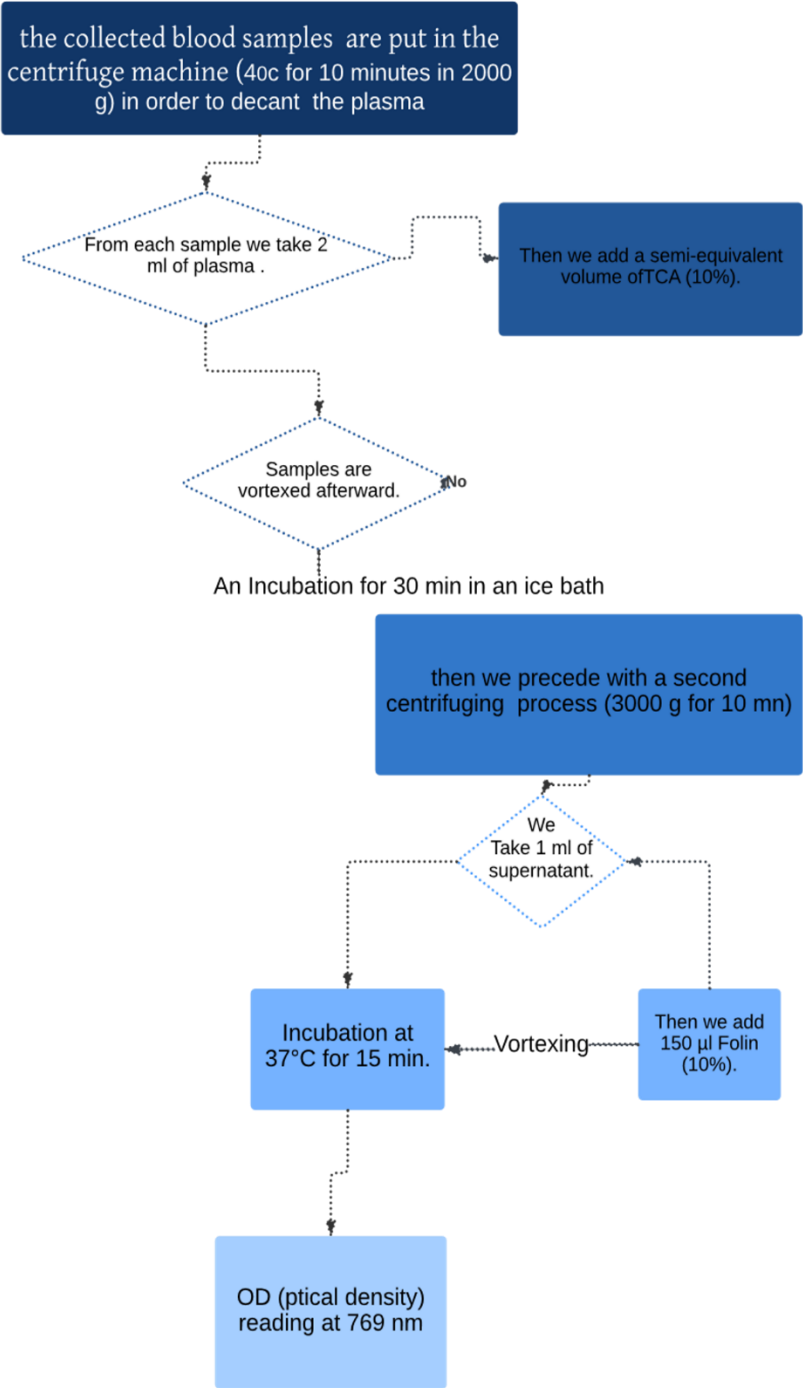 the collected blood samples  are put in the
centrifuge machine (4oc for 10 minutes in 2000
g) in order to decant  the plasma
From each sample we take 2
ml of plasma .
Then we add a semi-equivalent
volume ofTCA (10%).
Samples are
vortexed afterward.
No
An Incubation for 30 min in an ice bath
then we precede with a second
centrifuging  process (3000 g for 10 mn)
We
Take 1 ml of
supernatant.
Then we add
150 µl Folin
(10%).
Vortexing
Incubation at
37°C for 15 min.
OD (ptical density)
reading at 769 nm